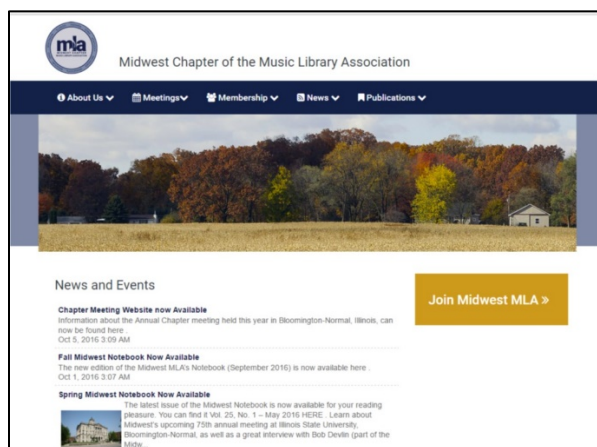 mla
Midwest Chapter of the Music Library Association
About Us
Meetings
Membership
News
Publications
News and Events
Join Midwest MLA »
Chapter Meeting Website now Available
Information about the Annual Chapter meeting held this year in Bloomington-Normal, Illinois, can
now be found here .
Oct 5, 2016 3:09 AM
Fall Midwest Notebook Now Available
The new edition of the Midwest MLA's Notebook (September 2016) is now available here .
Oct 1, 2016 3:07 AM
Spring Midwest Notebook Now Available
The latest issue of the Midwest Notebook is now available for your reading
pleasure. You can find it Vol. 25, No. 1 – May 2016 HERE . Learn about
Midwest's upcoming 75th annual meeting at Illinois State University,
Bloomington-Normal, as well as a great interview with Bob Devlin (part of the
Midw...